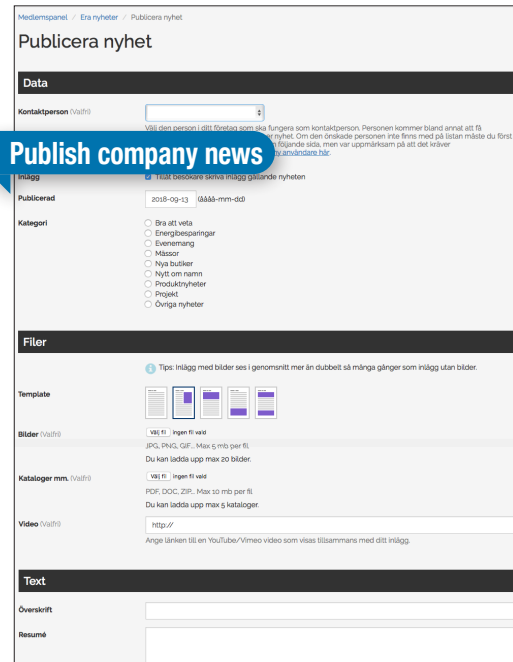 Medlemspanel / Era nyheter / Publicera nyhet
Publicera nyhet
Data
Kontaktperson (Valfri)
Välj den person i ditt företag som ska fungera som kontaktperson. Personen kommer bland annat att få
er nyhet. Om den önskade personen inte finns med på listan måste du först
följande sida, men var uppmärksam på att det kräver
ny användare här.
Publish company news
Inlägg
Tillåt besökare skriva inlägg gällande nyheten
Publicerad
2018-09-13 (åååå-mm-dd)
Kategori
Bra att veta
Energibesparingar
Evenemang
Mässor
Nya butiker
Nytt om namn
Produktnyheter
Projekt
Övriga nyheter
Filer
Tips: Inlägg med bilder ses i genomsnitt mer än dubbelt så många gånger som inlägg utan bilder.
Template
Bilder (Valfri)
Välj fil Ingen fil vald
JPG, PNG, GIF... Max 5 mb per fil.
Du kan ladda upp max 20 bilder.
Kataloger mm. (Valfri)
Välj fil Ingen fil vald
PDF, DOC, ZIP... Max 10 mb per fil
Du kan ladda upp max 5 kataloger.
Video (Valfri)
http://
Ange länken till en YouTube/Vimeo video som visas tillsammans med ditt inlägg.
Text
Överskrift
Resumé